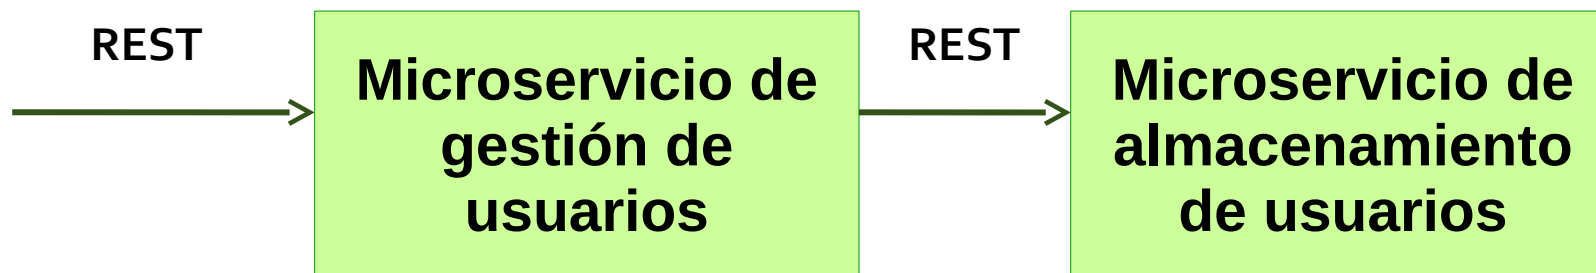 REST
Microservicio de
gestión de
usuarios
REST
Microservicio de
almacenamiento
de usuarios